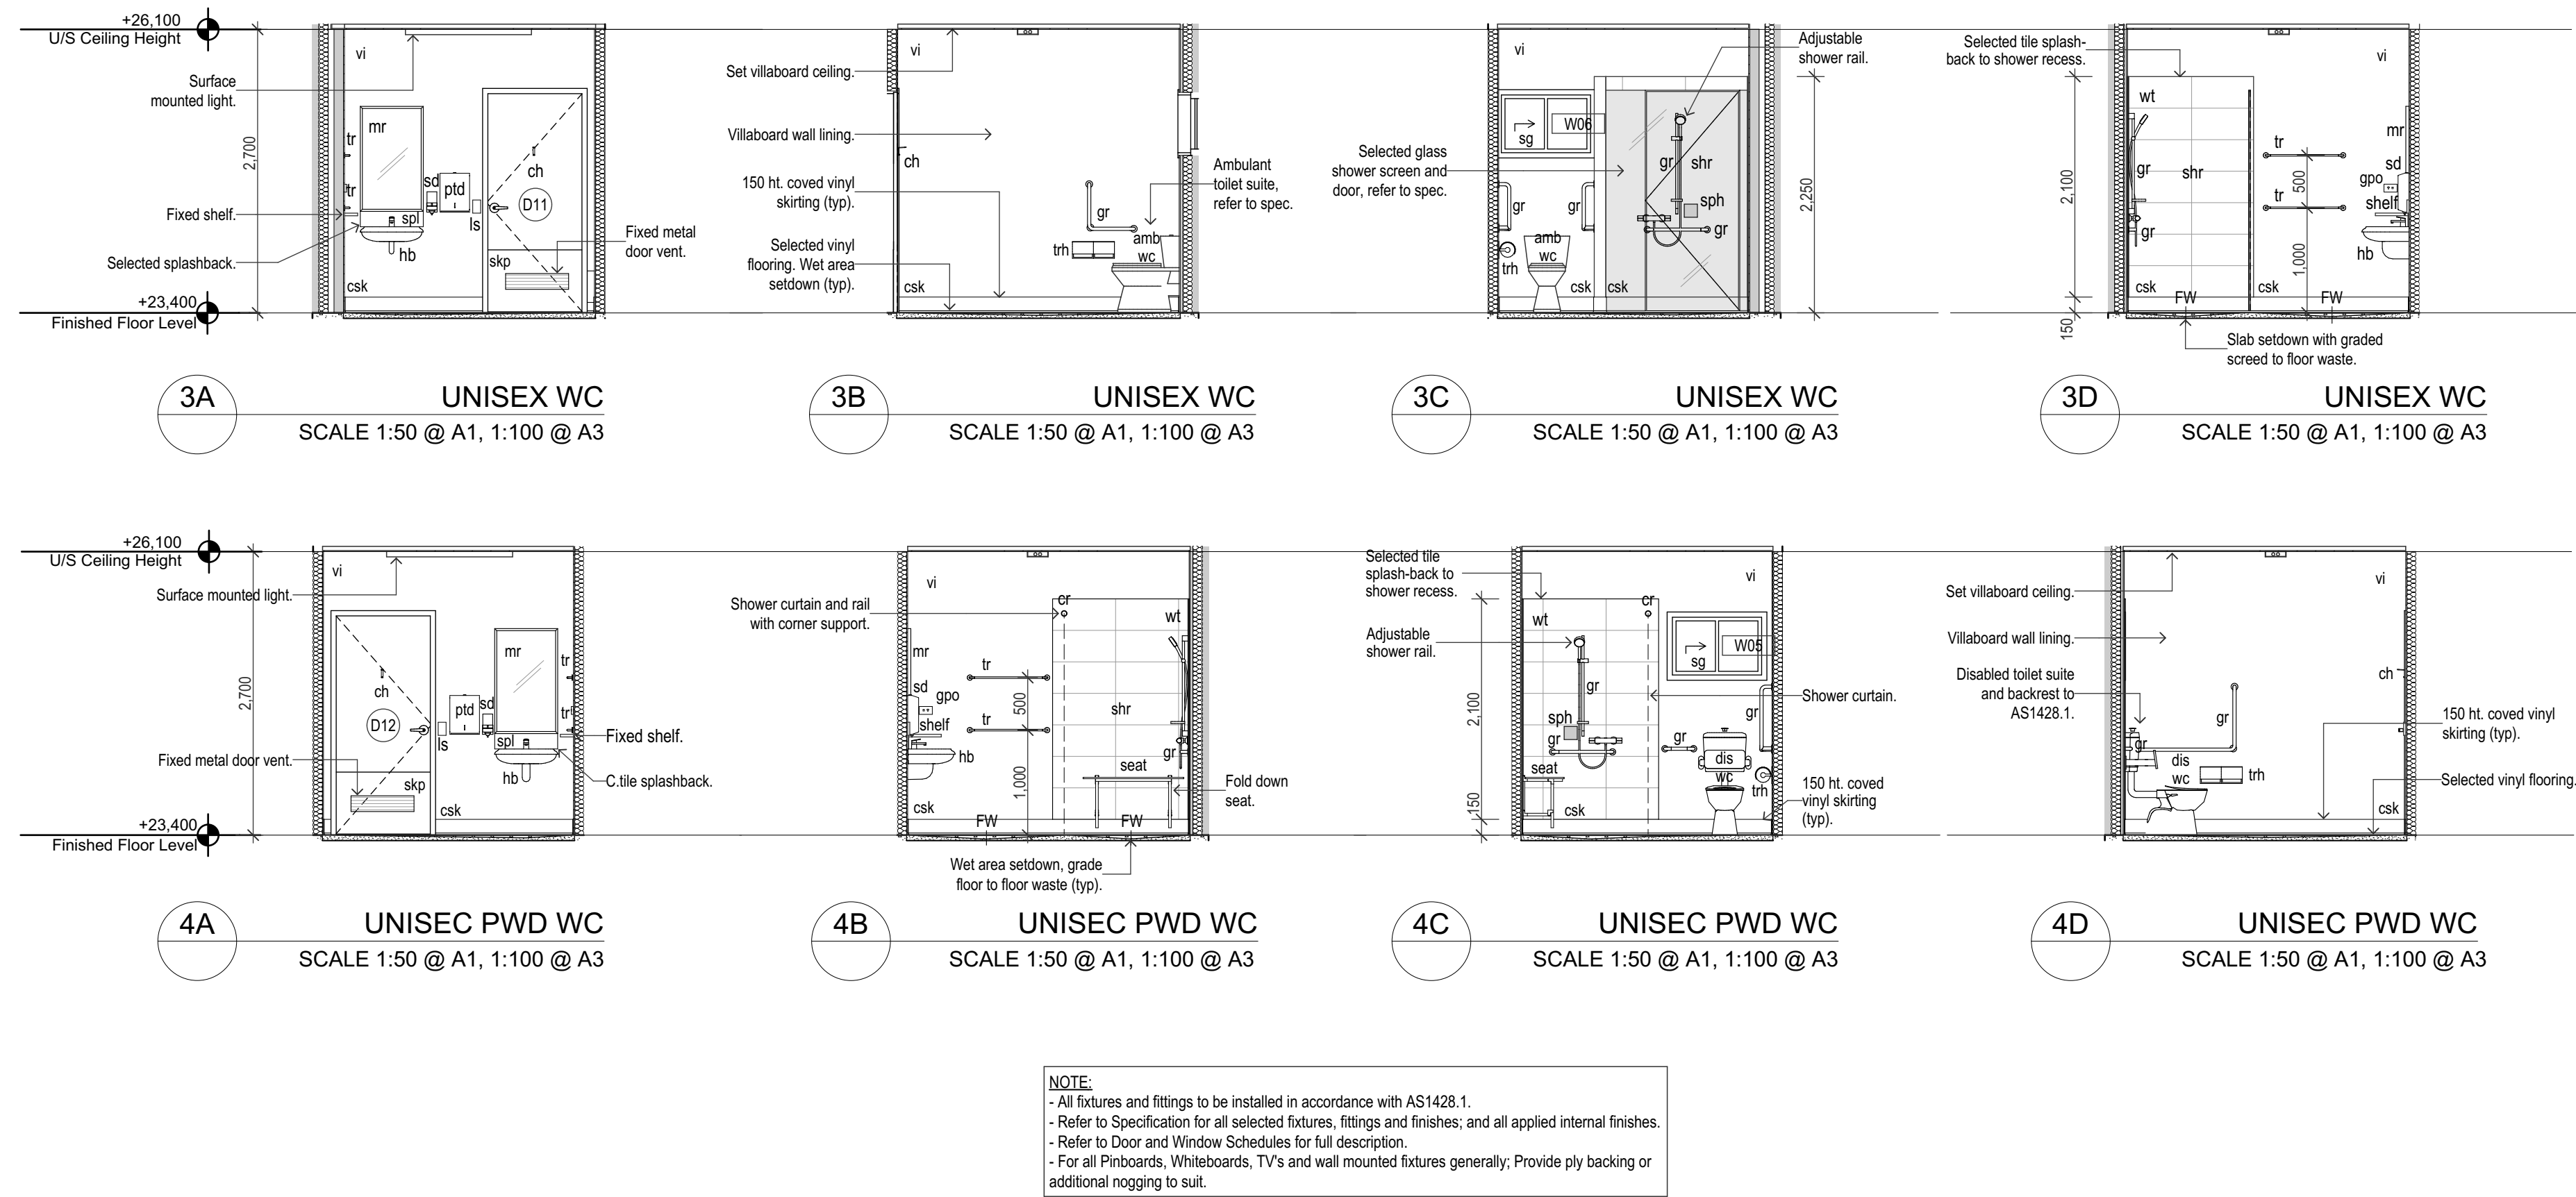 +26,100
U/S Ceiling Height
2,700
Surface
mounted light.
Fixed shelf.
Selected splashback.
+23,400
Finished Floor Level
vi
mr
tr
tr
sd
ptd
spl
ls
hb
csk
ch
D11
skp
Fixed metal
door vent.
3A
UNISEX WC
SCALE 1:50 @ A1, 1:100 @ A3
Set villaboard ceiling.
Villaboard wall lining.
150 ht. coved vinyl
skirting (typ).
Selected vinyl
flooring. Wet area
setdown (typ).
vi
ch
csk
gr
trh
amb
wc
Ambulant
toilet suite,
refer to spec.
3B
UNISEX WC
SCALE 1:50 @ A1, 1:100 @ A3
Selected glass
shower screen and
door, refer to spec.
vi
sg
W06
gr
gr
amb
wc
trh
csk
csk
gr
shr
sph
gr
Adjustable
shower rail.
2,250
3C
UNISEX WC
SCALE 1:50 @ A1, 1:100 @ A3
Selected tile splash-
back to shower recess.
2,100
150
vi
wt
gr
shr
gr
csk
FW
csk
tr
tr
500
1,000
FW
mr
sd
gpo
shelf
hb
Slab setdown with graded
screed to floor waste.
3D
UNISEX WC
SCALE 1:50 @ A1, 1:100 @ A3
+26,100
U/S Ceiling Height
2,700
Surface mounted light.
Fixed metal door vent.
+23,400
Finished Floor Level
vi
ch
D12
skp
ls
ptd
sd
mr
spl
hb
csk
tr
tr
Fixed shelf.
C.tile splashback.
4A
UNISEC PWD WC
SCALE 1:50 @ A1, 1:100 @ A3
Shower curtain and rail
with corner support.
vi
mr
sd
gpo
shelf
hb
csk
tr
tr
500
1,000
FW
cr
wt
shr
gr
seat
FW
Fold down
seat.
Wet area setdown, grade
floor to floor waste (typ).
4B
UNISEC PWD WC
SCALE 1:50 @ A1, 1:100 @ A3
Selected tile
splash-back to
shower recess.
Adjustable
shower rail.
2,100
150
wt
cr
vi
sg
W05
gr
sph
gr
seat
csk
gr
gr
dis
wc
trh
Shower curtain.
150 ht. coved
vinyl skirting
(typ).
4C
UNISEC PWD WC
SCALE 1:50 @ A1, 1:100 @ A3
Set villaboard ceiling.
Villaboard wall lining.
Disabled toilet suite
and backrest to
AS1428.1.
vi
ch
gr
gr
dis
wc
trh
csk
150 ht. coved vinyl
skirting (typ).
Selected vinyl flooring.
4D
UNISEC PWD WC
SCALE 1:50 @ A1, 1:100 @ A3
NOTE:
- All fixtures and fittings to be installed in accordance with AS1428.1.
- Refer to Specification for all selected fixtures, fittings and finishes; and all applied internal finishes.
- Refer to Door and Window Schedules for full description.
- For all Pinboards, Whiteboards, TV's and wall mounted fixtures generally; Provide ply backing or
additional nogging to suit.